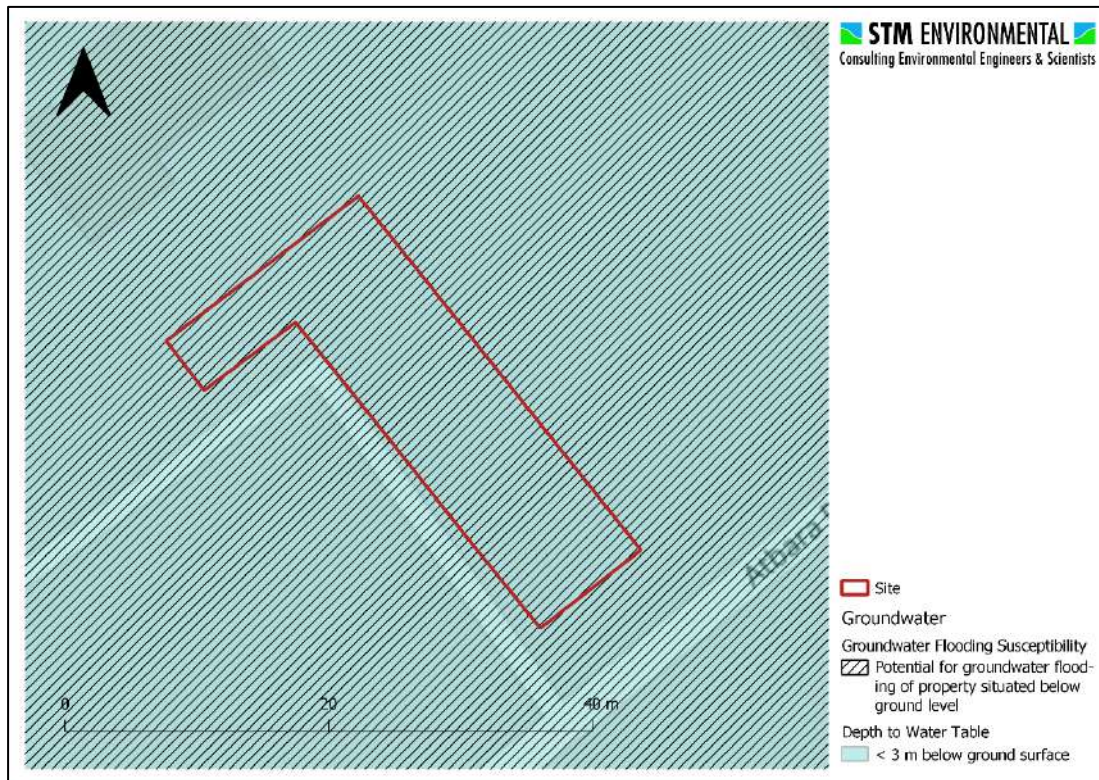 STM ENVIRONMENTAL
Consulting Environmental Engineers & Scientists
Atbara
0 20 40 m
Site
Groundwater
Groundwater Flooding Susceptibility
Potential for groundwater flood-
ing of property situated below
ground level
Depth to Water Table
< 3 m below ground surface